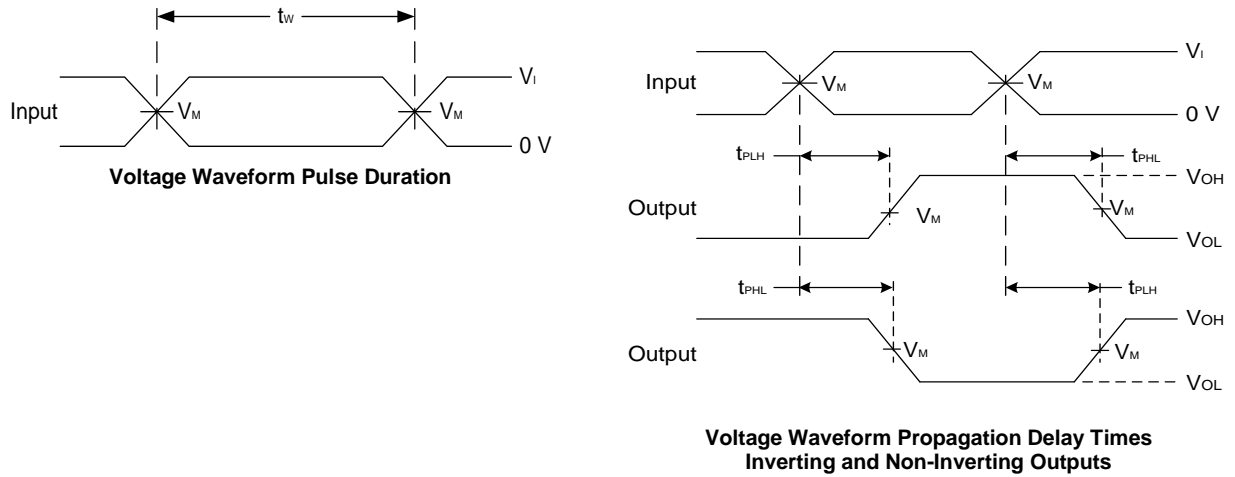 tW
VI
Input
VM
VM
0 V
Voltage Waveform Pulse Duration
VI
Input
VM
VM
0 V
tPLH
tPHL
VOH
Output
VM
VM
VOL
tPHL
tPLH
VOH
Output
VM
VM
VOL
Voltage Waveform Propagation Delay Times
Inverting and Non-Inverting Outputs